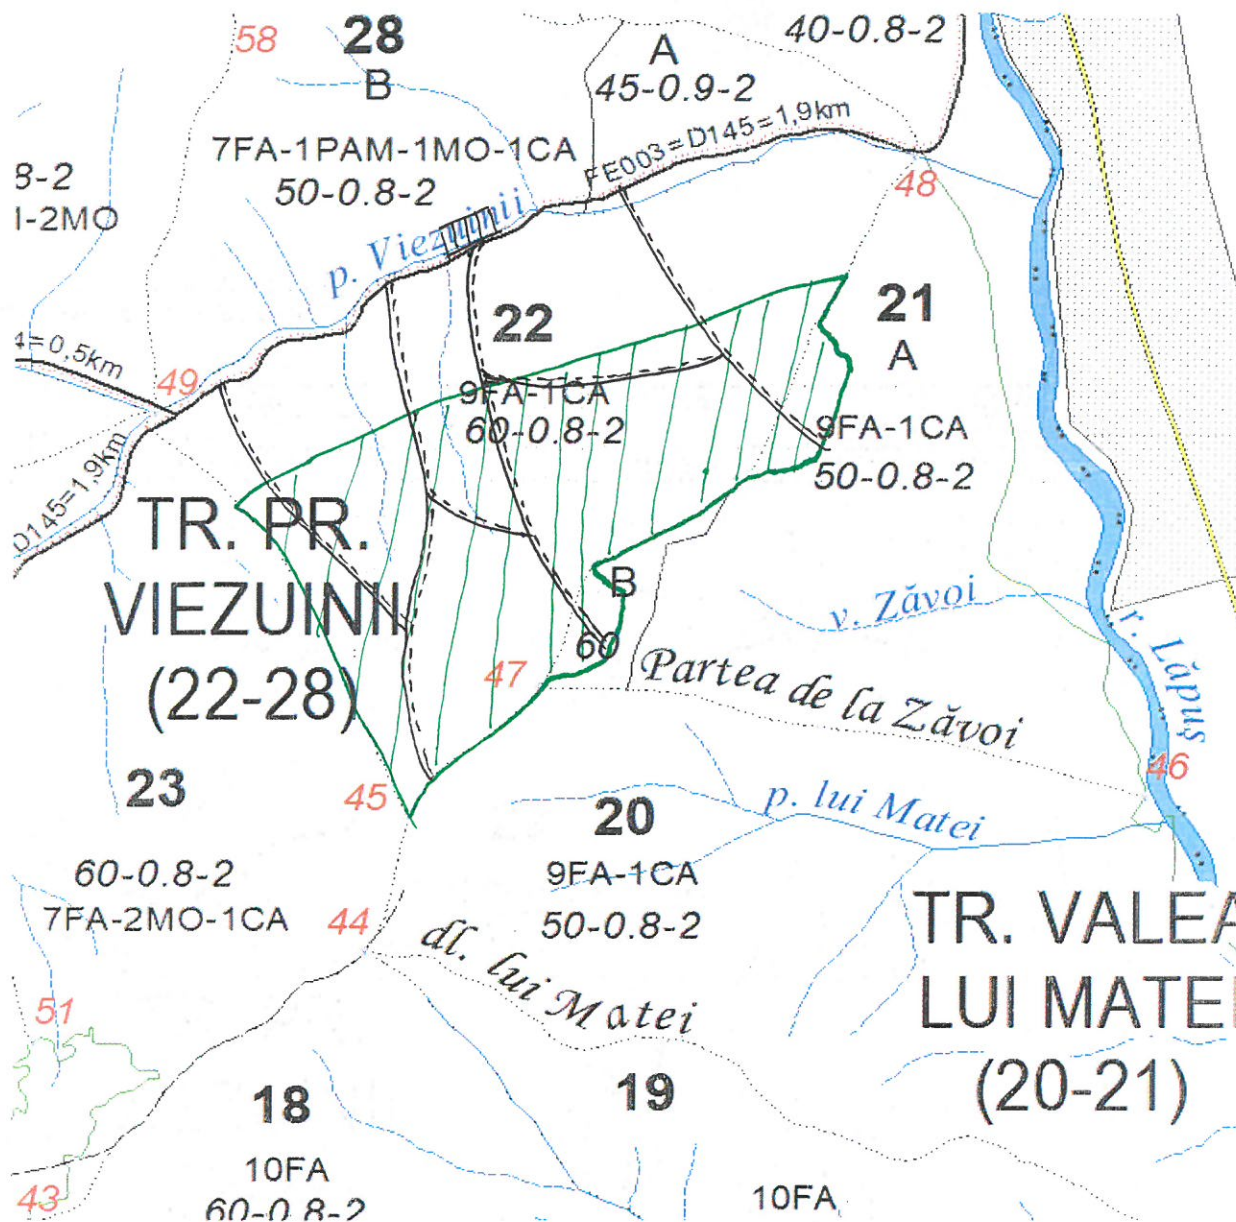 58
28
B
A
45-0.9-2
40-0.8-2
7FA-1PAM-1MO-1CA
50-0.8-2
FE003=D145=1,9km
8-2
I-2MO
48
p. Viezuinii
22
21
A
4=0,5km
49
9FA-1CA
60-0.8-2
9FA-1CA
50-0.8-2
D145=1,9km
TR. PR.
VIEZUINII
(22-28)
B
60
v. Zăvoi
r. Lăpuș
47
Partea de la Zăvoi
46
23
45
20
p. lui Matei
60-0.8-2
7FA-2MO-1CA
9FA-1CA
50-0.8-2
44
dl. lui Matei
TR. VALEA
LUI MATEI
(20-21)
51
18
19
10FA
60-0.8-2
10FA
43